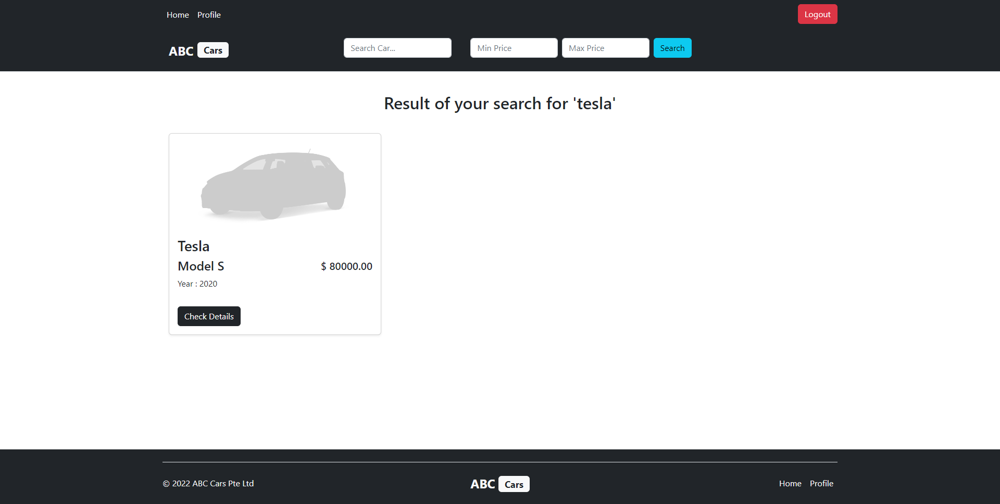 Home Profile Logout
ABC Cars Search Car... Min Price Max Price Search
Result of your search for 'tesla'
Tesla
Model S $ 80000.00
Year : 2020
Check Details
© 2022 ABC Cars Pte Ltd ABC Cars Home Profile